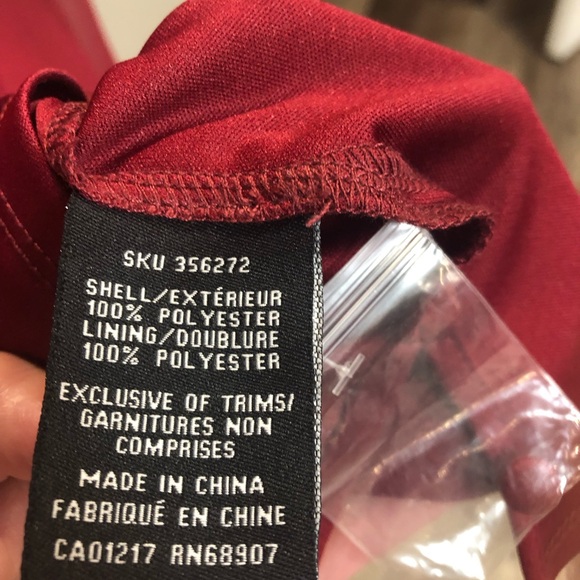 SKU 356272
SHELL/EXTÉRIEUR
100% POLYESTER
LINING/DOUBLURE
100% POLYESTER
EXCLUSIVE OF TRIMS/
GARNITURES NON
COMPRISES
MADE IN CHINA
FABRIQUÉ EN CHINE
CA01217 RN68907